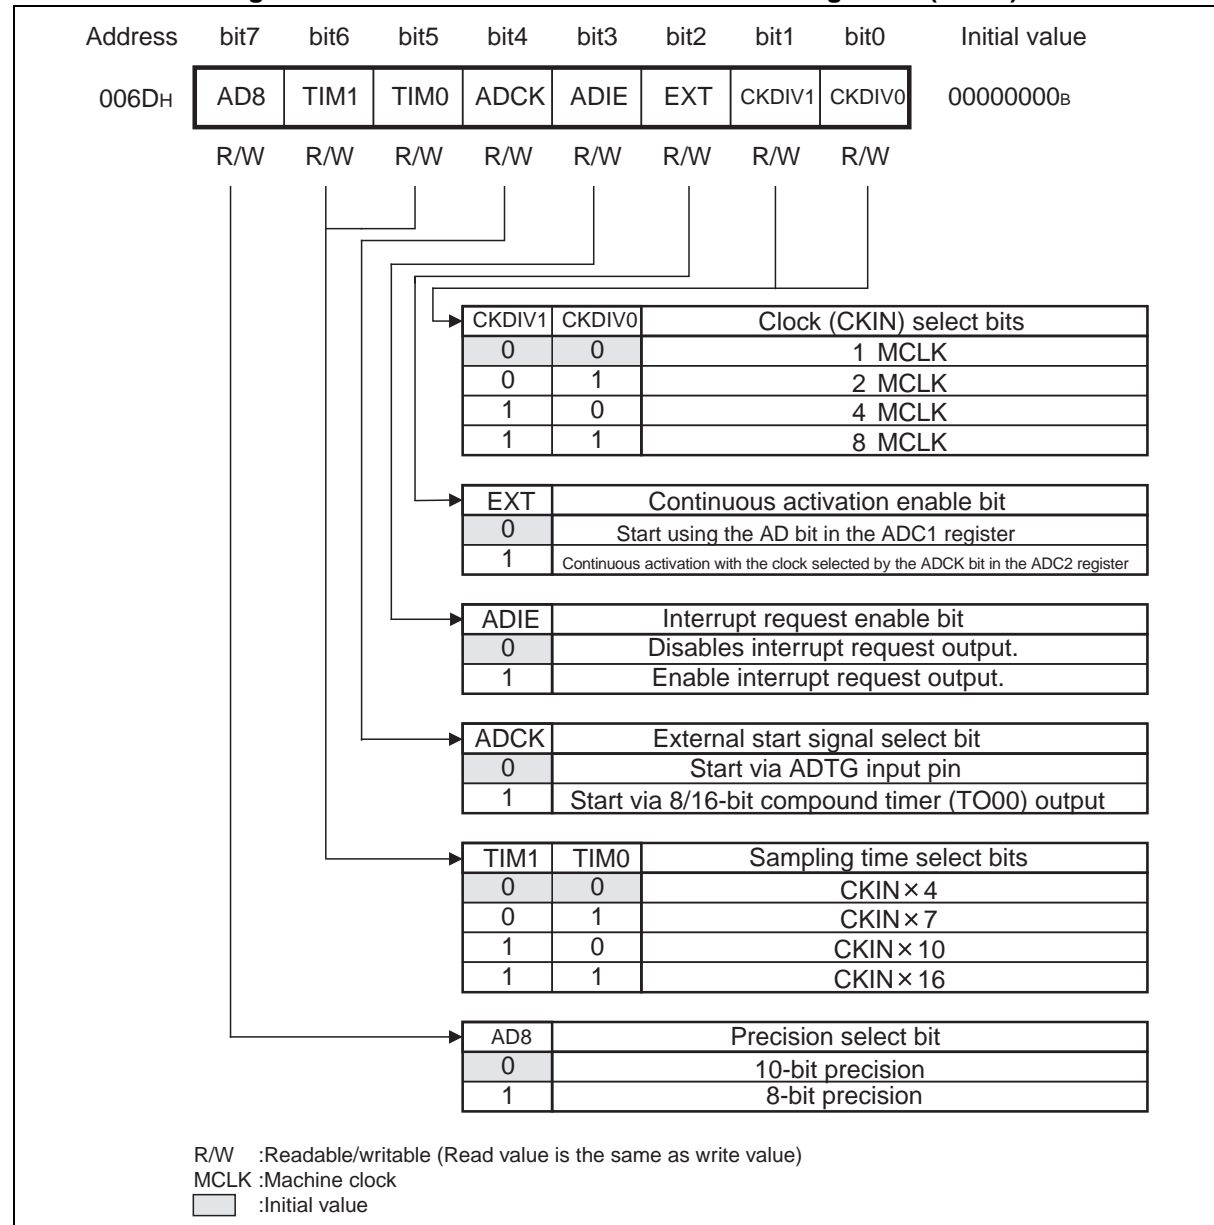 Address bit7 bit6 bit5 bit4 bit3 bit2 bit1 bit0 Initial value
006DH AD8 TIM1 TIM0 ADCK ADIE EXT CKDIV1 CKDIV0 00000000B
R/W R/W R/W R/W R/W R/W R/W R/W
CKDIV1 CKDIV0 Clock (CKIN) select bits
0 0 1 MCLK
0 1 2 MCLK
1 0 4 MCLK
1 1 8 MCLK
EXT Continuous activation enable bit
0 Start using the AD bit in the ADC1 register
1 Continuous activation with the clock selected by the ADCK bit in the ADC2 register
ADIE Interrupt request enable bit
0 Disables interrupt request output.
1 Enable interrupt request output.
ADCK External start signal select bit
0 Start via ADTG input pin
1 Start via 8/16-bit compound timer (TO00) output
TIM1 TIM0 Sampling time select bits
0 0 CKIN×4
0 1 CKIN×7
1 0 CKIN×10
1 1 CKIN×16
AD8 Precision select bit
0 10-bit precision
1 8-bit precision
R/W :Readable/writable (Read value is the same as write value)
MCLK :Machine clock
:Initial value